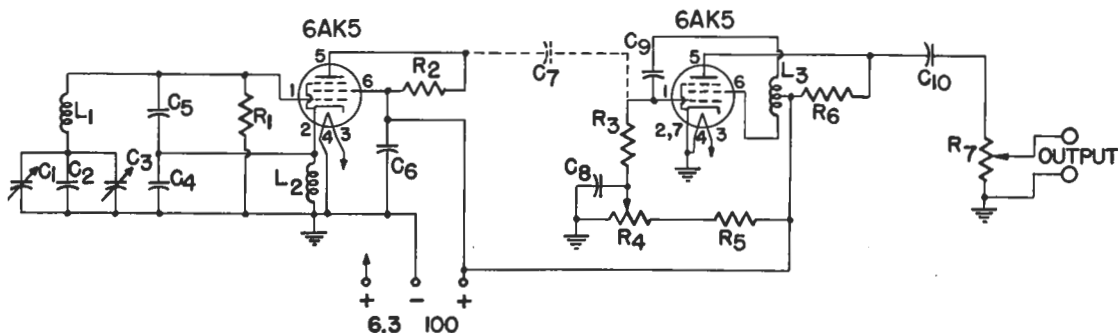 6AK5
6AK5
5
C9
5
R2
C7
L3
C10
1
6
1
6
L1
C5
R1
R6
2
4
3
R3
2,7
4
3
R7
OUTPUT
C1
C2
C3
C4
L2
C6
C8
R4
R5
+
-
+
6.3
100